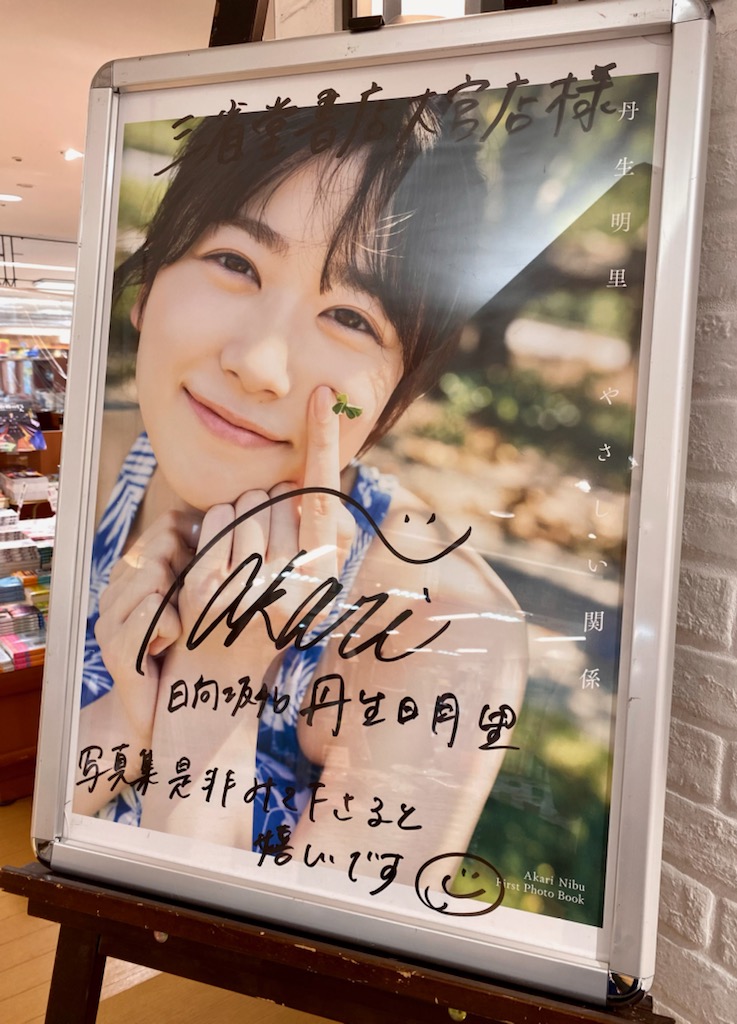 三省堂書店大宮店様
丹生明里 やさしい関係
Akari
日向坂46 丹生明里
写真集是非みて下さると
嬉しいです
Akari Nibu
First Photo Book